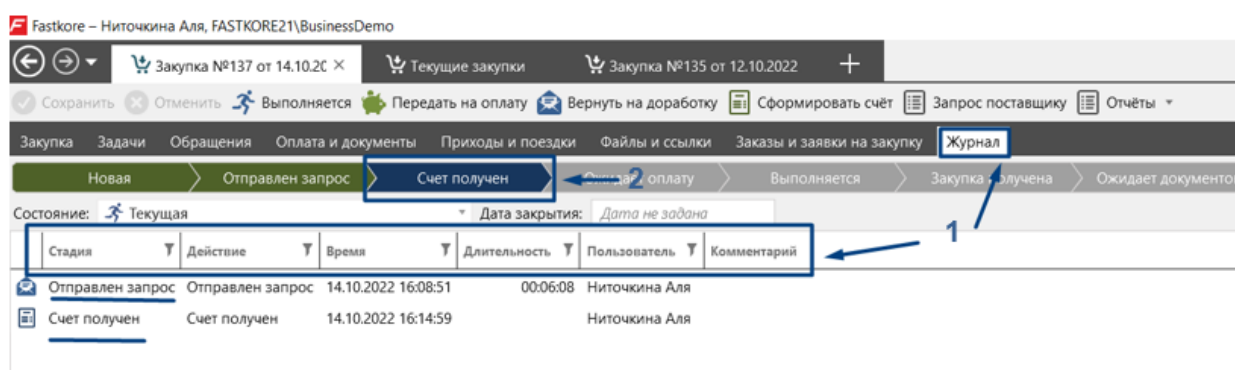 Fastkore – Ниточкина Аля, FASTKORE21\BusinessDemo
Закупка №137 от 14.10.20 × Текущие закупки Закупка №135 от 12.10.2022 +
Сохранить Отменить Выполняется Передать на оплату Вернуть на доработку Сформировать счёт Запрос поставщику Отчёты
Закупка Задачи Обращения Оплата и документы Приходы и поездки Файлы и ссылки Заказы и заявки на закупку Журнал
Новая Отправлен запрос Счет получен 2 оплату Выполняется Закупка получена Ожидает документо
Состояние: Текущая Дата закрытия: Дата не задана 1
Стадия Действие Время Длительность Пользователь Комментарий
Отправлен запрос Отправлен запрос 14.10.2022 16:08:51 00:06:08 Ниточкина Аля
Счет получен Счет получен 14.10.2022 16:14:59 Ниточкина Аля